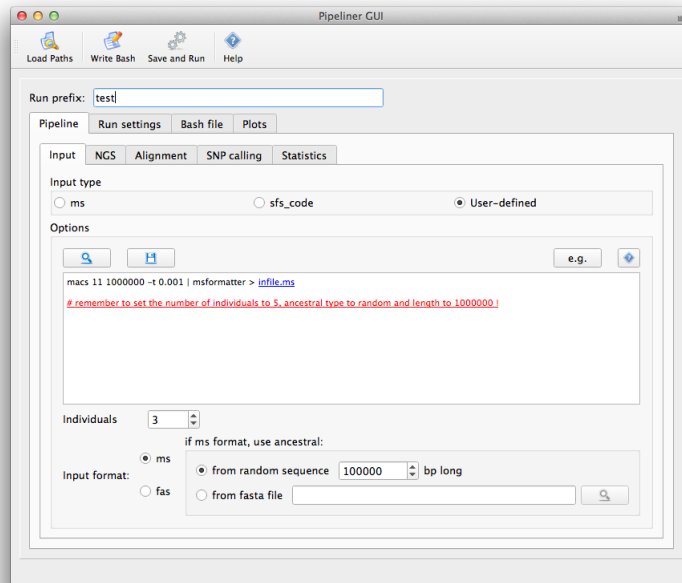 Pipeliner GUI
Load Paths Write Bash Save and Run Help
Run prefix: test
Pipeline Run settings Bash file Plots
Input NGS Alignment SNP calling Statistics
Input type
ms sfs_code User-defined
Options
e.g.
macs 11 1000000 -t 0.001 | msformatter > infile.ms
# remember to set the number of individuals to 5, ancestral type to random and length to 1000000 !
Individuals 3
if ms format, use ancestral:
ms
from random sequence 100000 bp long
Input format:
fas
from fasta file